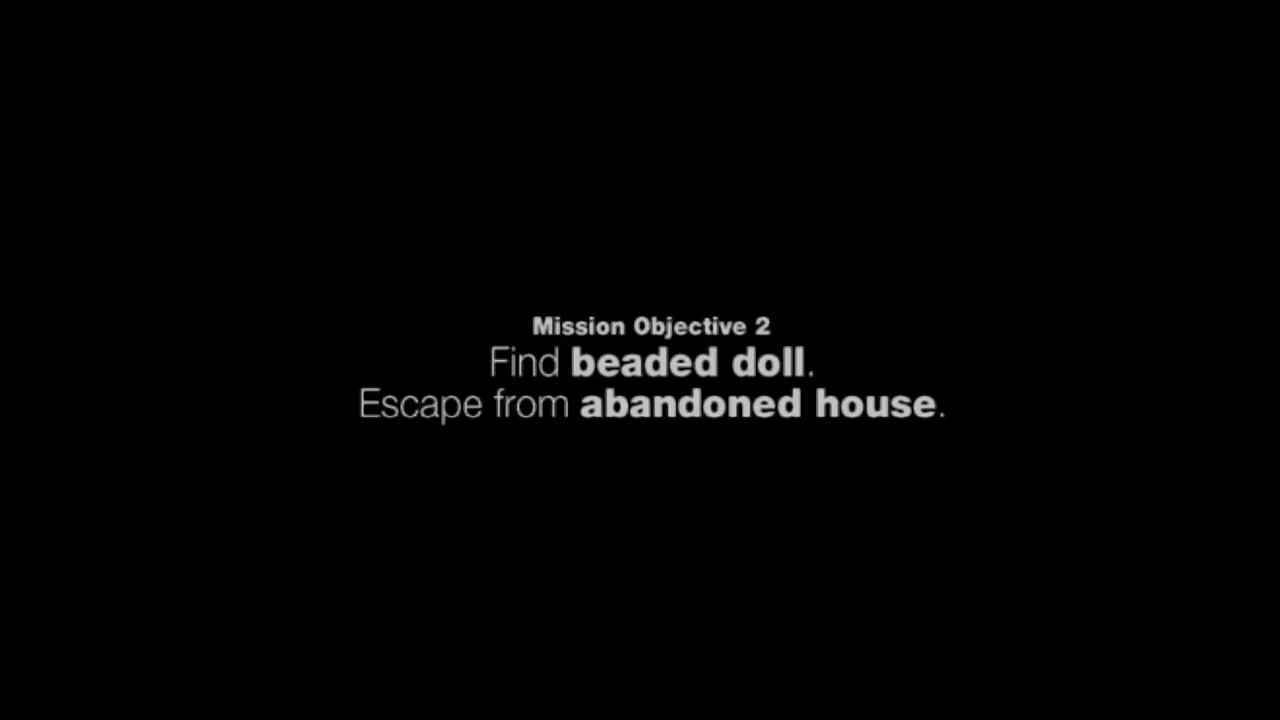 Mission Objective 2
Find beaded doll.
Escape from abandoned house.